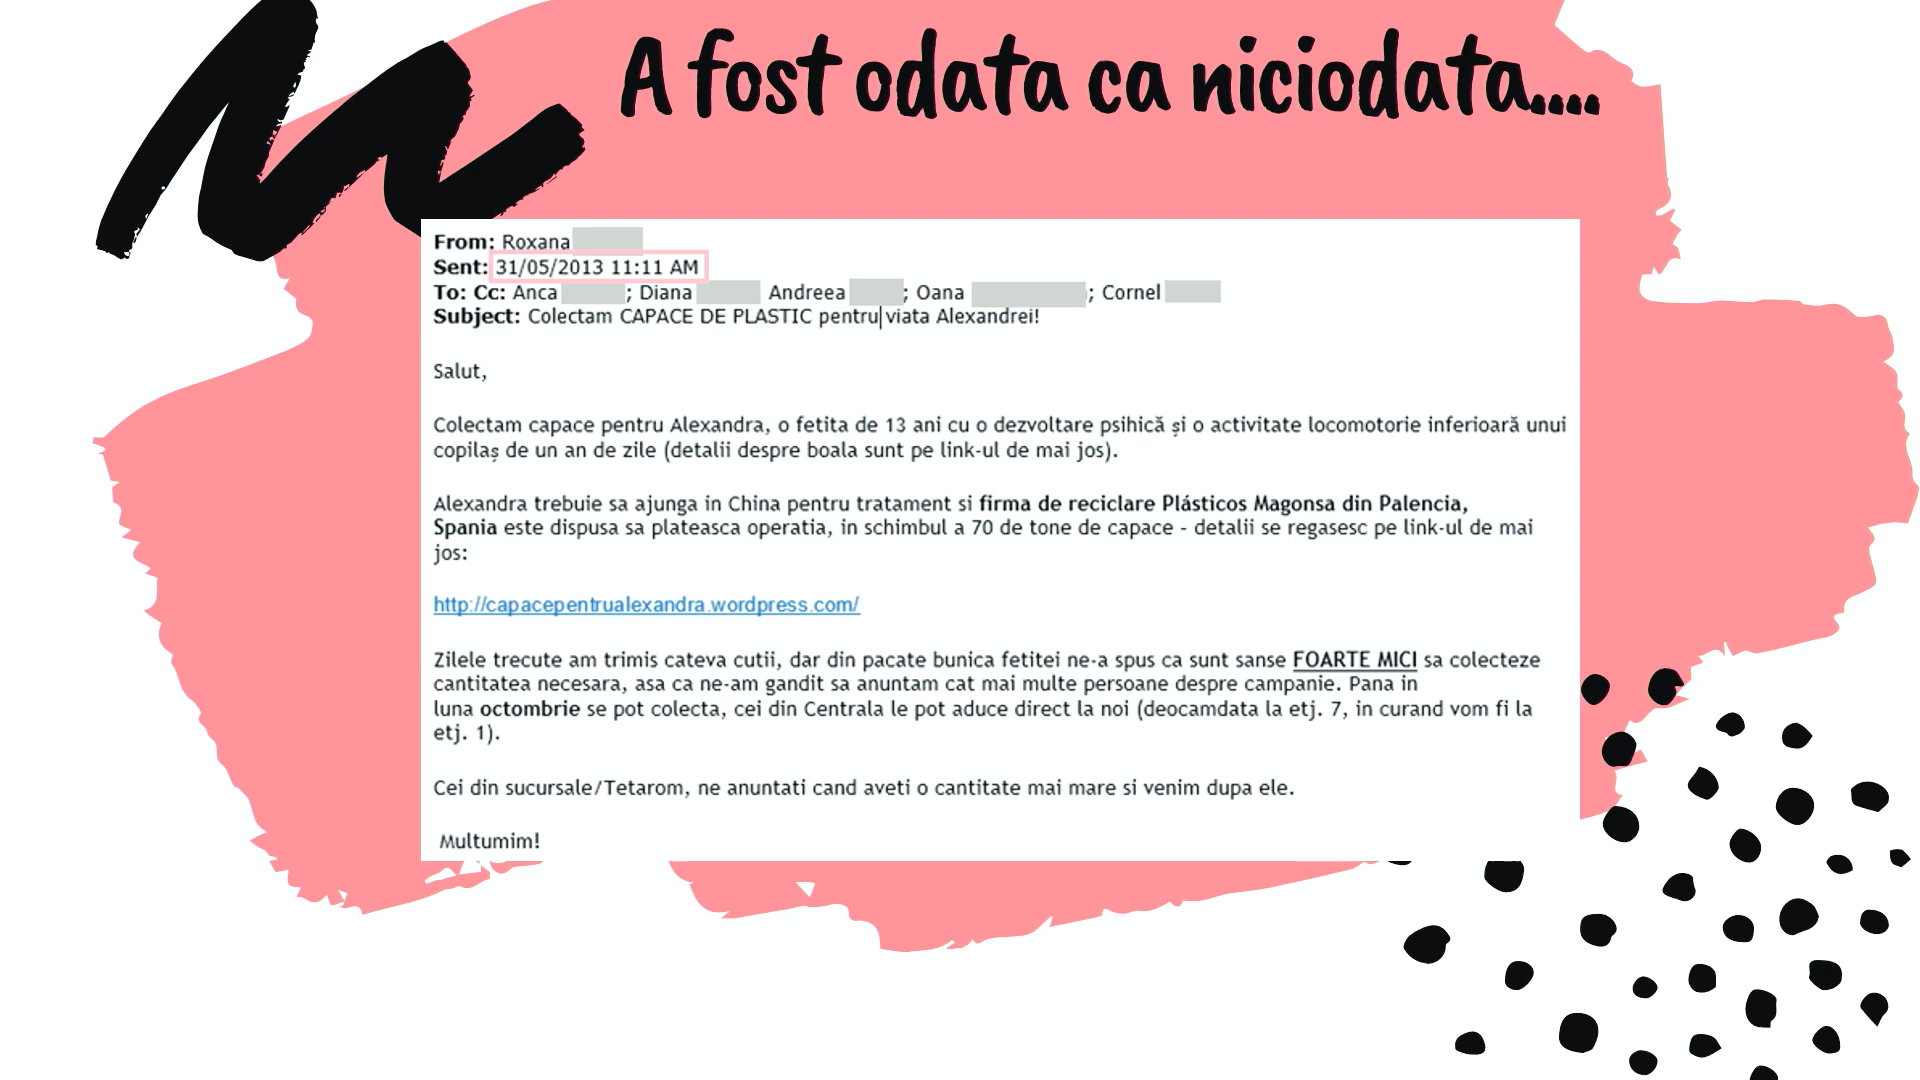 A fost odata ca niciodata....
From: Roxana
Sent: 31/05/2013 11:11 AM
To: Cc: Anca ; Diana Andreea ; Oana ; Cornel
Subject: Colectam CAPACE DE PLASTIC pentru viata Alexandrei!
Salut,
Colectam capace pentru Alexandra, o fetita de 13 ani cu o dezvoltare psihică și o activitate locomotorie inferioară unui
copilaș de un an de zile (detalii despre boala sunt pe link-ul de mai jos).
Alexandra trebuie sa ajunga in China pentru tratament si firma de reciclare Plásticos Magonsa din Palencia,
Spania este dispusa sa plateasca operatia, in schimbul a 70 de tone de capace - detalii se regasesc pe link-ul de mai
jos:
http://capacepentrualexandra.wordpress.com/
Zilele trecute am trimis cateva cutii, dar din pacate bunica fetitei ne-a spus ca sunt sanse FOARTE MICI sa colecteze
cantitatea necesara, asa ca ne-am gandit sa anuntam cat mai multe persoane despre campanie. Pana in
luna octombrie se pot colecta, cei din Centrala le pot aduce direct la noi (deocamdata la etj. 7, in curand vom fi la
etj. 1).
Cei din sucursale/Tetarom, ne anuntati cand aveti o cantitate mai mare si venim dupa ele.
Multumim!